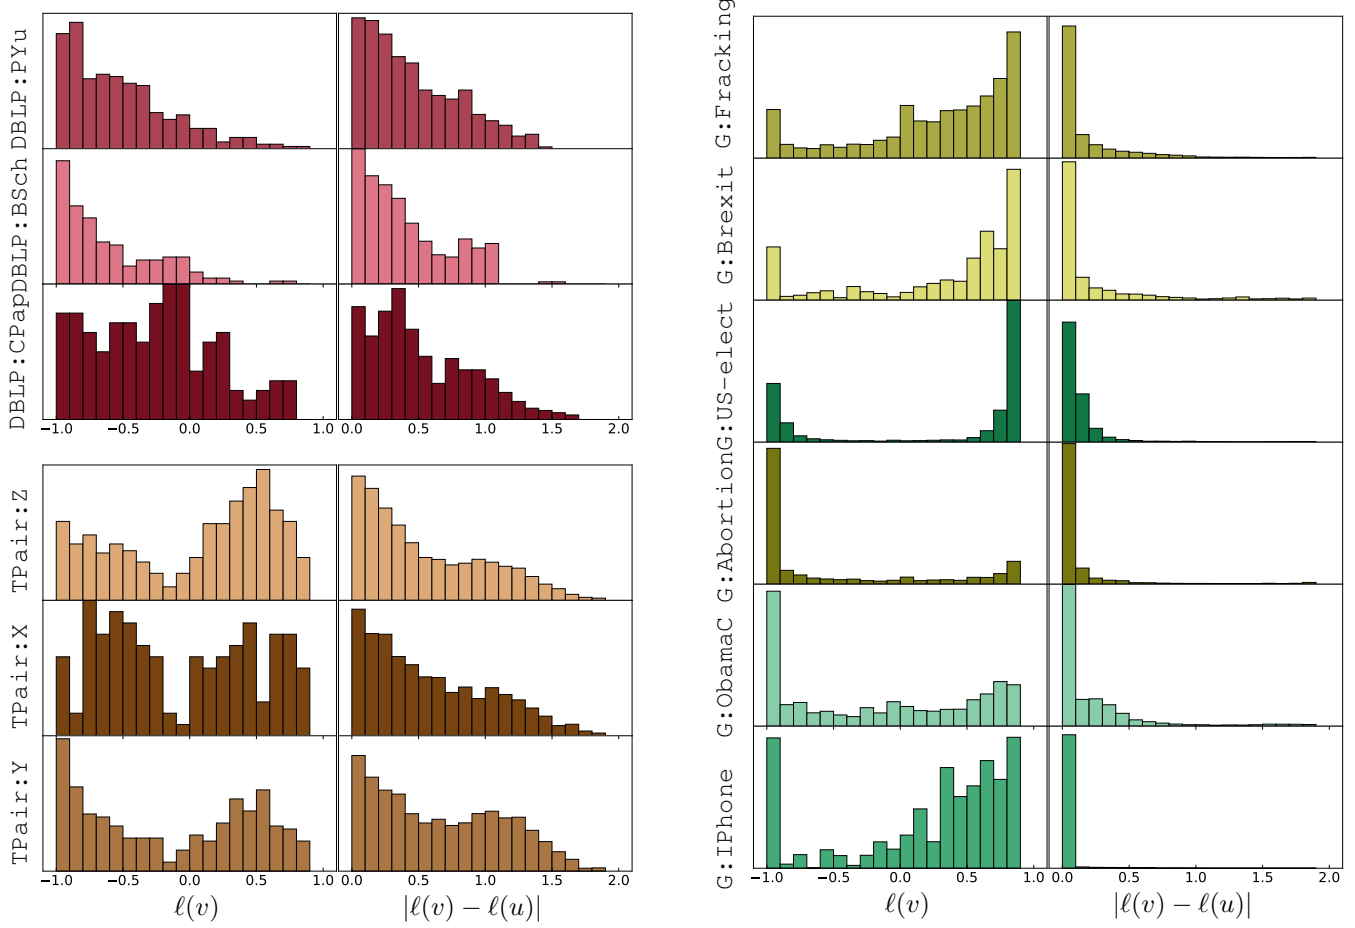 DBLP:PYu
DBLP:BSch
DBLP:CPap
−1.0 −0.5 0.0 0.5 1.0
0.0 0.5 1.0 1.5 2.0
TPair:Z
TPair:X
TPair:Y
−1.0 −0.5 0.0 0.5 1.0
0.0 0.5 1.0 1.5 2.0
ℓ(v)
|ℓ(v) − ℓ(u)|
G:Fracking
G:Brexit
G:US-elect
G:Abortion
G:ObamaC
G:IPhone
−1.0 −0.5 0.0 0.5 1.0
0.0 0.5 1.0 1.5 2.0
ℓ(v)
|ℓ(v) − ℓ(u)|